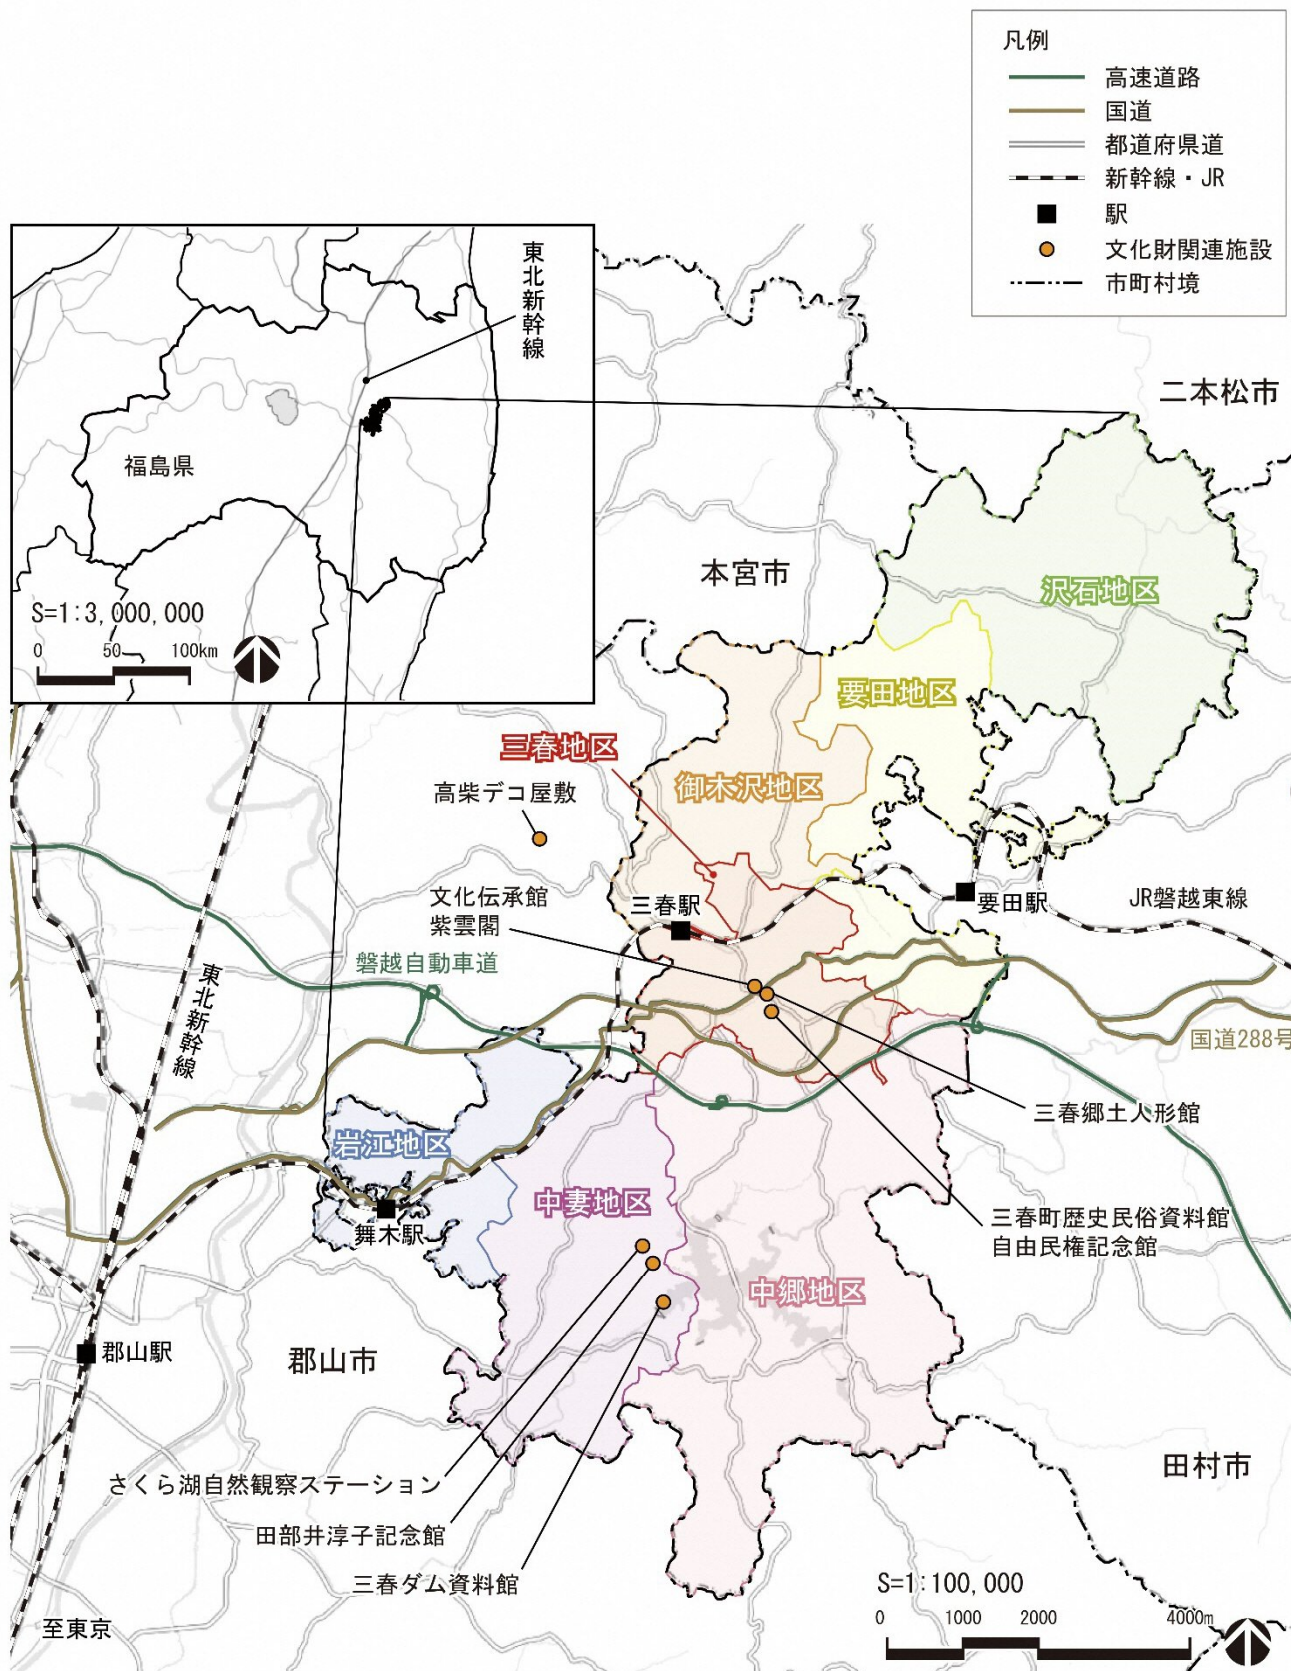 凡例
高速道路
国道
都道府県道
新幹線・JR
駅
文化財関連施設
市町村境
東北新幹線
福島県
S=1:3,000,000
0 50 100km
二本松市
本宮市
沢石地区
要田地区
三春地区
御木沢地区
高柴デコ屋敷
文化伝承館
紫雲閣
三春駅
要田駅
JR磐越東線
磐越自動車道
東北新幹線
国道288号
三春郷土人形館
岩江地区
中妻地区
舞木駅
三春町歴史民俗資料館
自由民権記念館
中郷地区
郡山駅
郡山市
田村市
さくら湖自然観察ステーション
田部井淳子記念館
三春ダム資料館
S=1:100,000
0 1000 2000 4000m
至東京